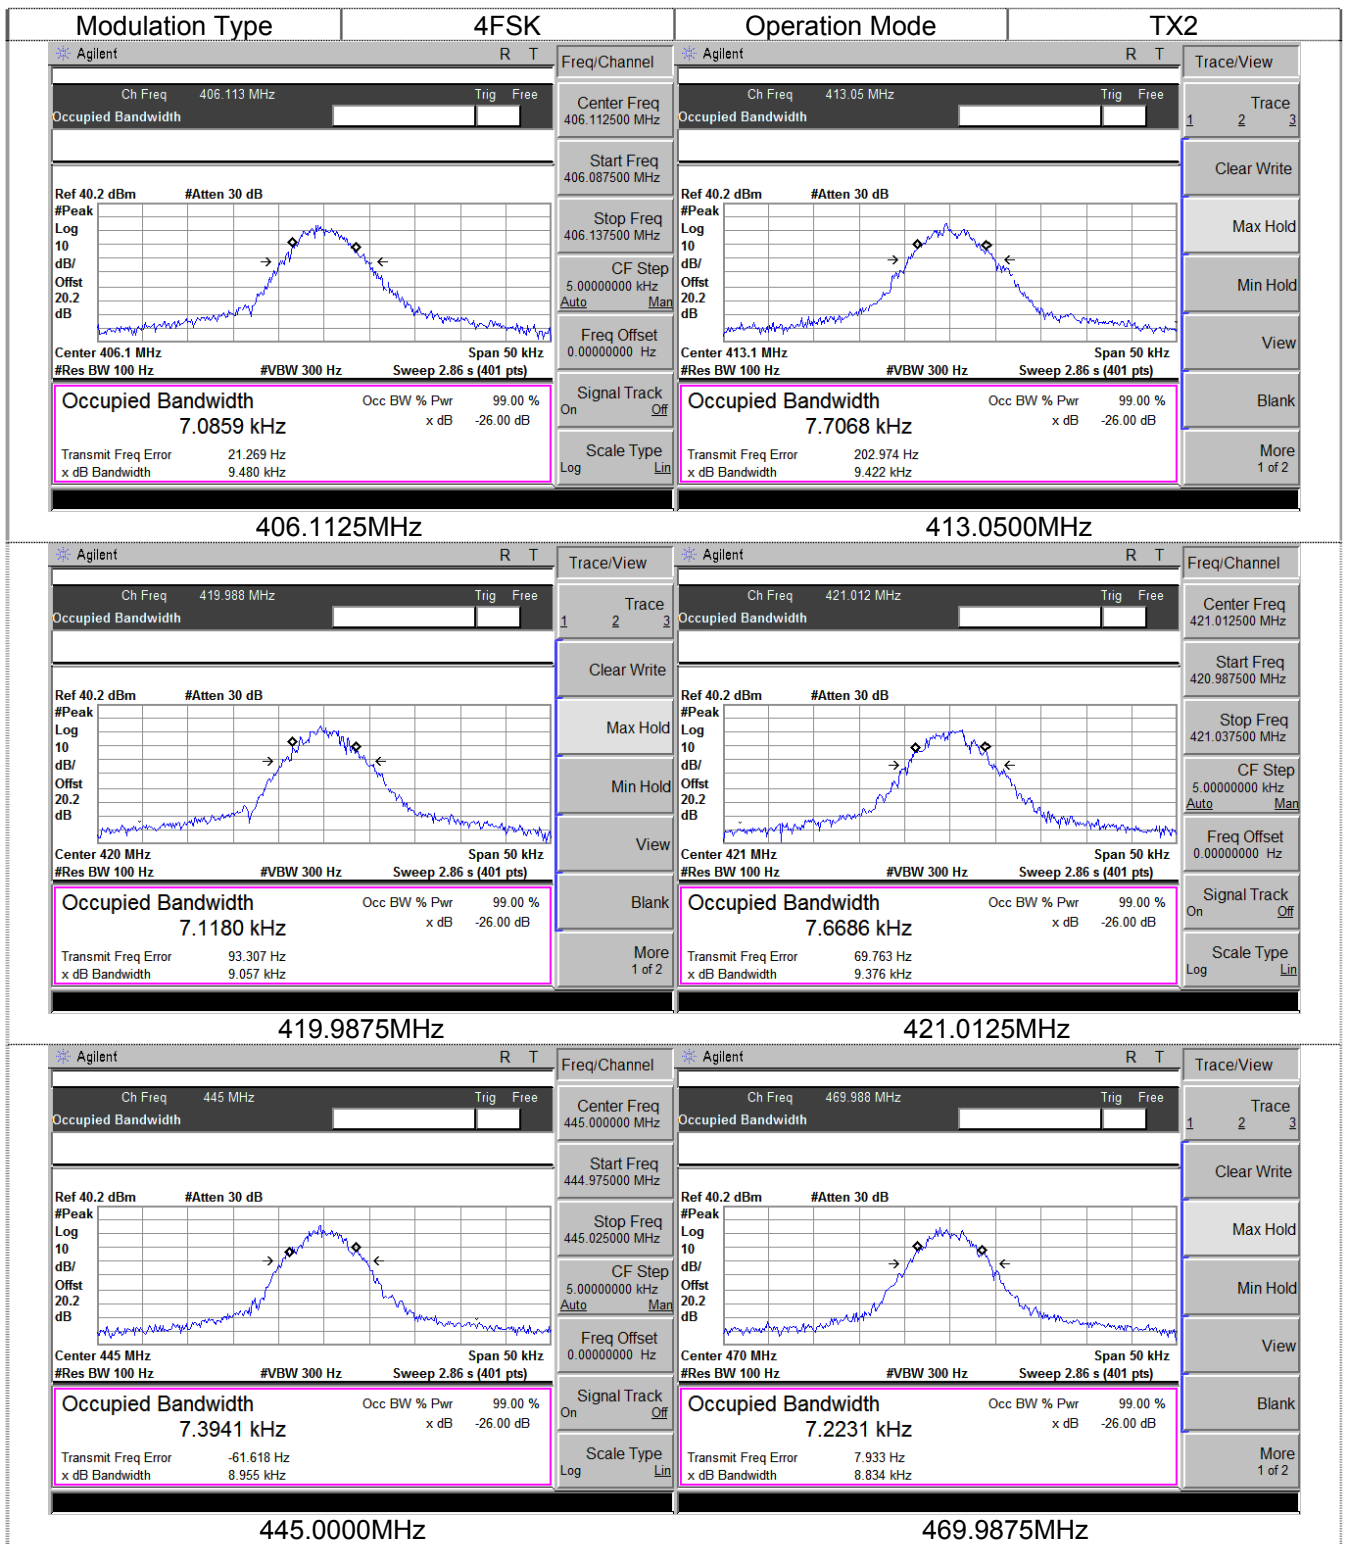 Modulation Type 4FSK Operation Mode TX2
Agilent R T Freq/Channel
Ch Freq 406.113 MHz Trig Free
Occupied Bandwidth
Center Freq
406.112500 MHz
Start Freq
406.087500 MHz
Stop Freq
406.137500 MHz
CF Step
5.00000000 kHz
Auto Man
Freq Offset
0.00000000 Hz
Signal Track
On Off
Scale Type
Log Lin
Ref 40.2 dBm #Atten 30 dB
#Peak
Log
10
dB/
Offst
20.2
dB
Center 406.1 MHz Span 50 kHz
#Res BW 100 Hz #VBW 300 Hz Sweep 2.86 s (401 pts)
Occupied Bandwidth Occ BW % Pwr 99.00 %
7.0859 kHz x dB -26.00 dB
Transmit Freq Error 21.269 Hz
x dB Bandwidth 9.480 kHz
406.1125MHz
Agilent R T Trace/View
Ch Freq 413.05 MHz Trig Free
Occupied Bandwidth
Trace
1 2 3
Clear Write
Max Hold
Min Hold
View
Blank
More
1 of 2
Ref 40.2 dBm #Atten 30 dB
#Peak
Log
10
dB/
Offst
20.2
dB
Center 413.1 MHz Span 50 kHz
#Res BW 100 Hz #VBW 300 Hz Sweep 2.86 s (401 pts)
Occupied Bandwidth Occ BW % Pwr 99.00 %
7.7068 kHz x dB -26.00 dB
Transmit Freq Error 202.974 Hz
x dB Bandwidth 9.422 kHz
413.0500MHz
Agilent R T Trace/View
Ch Freq 419.988 MHz Trig Free
Occupied Bandwidth
Trace
1 2 3
Clear Write
Max Hold
Min Hold
View
Blank
More
1 of 2
Ref 40.2 dBm #Atten 30 dB
#Peak
Log
10
dB/
Offst
20.2
dB
Center 420 MHz Span 50 kHz
#Res BW 100 Hz #VBW 300 Hz Sweep 2.86 s (401 pts)
Occupied Bandwidth Occ BW % Pwr 99.00 %
7.1180 kHz x dB -26.00 dB
Transmit Freq Error 93.307 Hz
x dB Bandwidth 9.057 kHz
419.9875MHz
Agilent R T Freq/Channel
Ch Freq 421.012 MHz Trig Free
Occupied Bandwidth
Center Freq
421.012500 MHz
Start Freq
420.987500 MHz
Stop Freq
421.037500 MHz
CF Step
5.00000000 kHz
Auto Man
Freq Offset
0.00000000 Hz
Signal Track
On Off
Scale Type
Log Lin
Ref 40.2 dBm #Atten 30 dB
#Peak
Log
10
dB/
Offst
20.2
dB
Center 421 MHz Span 50 kHz
#Res BW 100 Hz #VBW 300 Hz Sweep 2.86 s (401 pts)
Occupied Bandwidth Occ BW % Pwr 99.00 %
7.6686 kHz x dB -26.00 dB
Transmit Freq Error 69.763 Hz
x dB Bandwidth 9.376 kHz
421.0125MHz
Agilent R T Freq/Channel
Ch Freq 445 MHz Trig Free
Occupied Bandwidth
Center Freq
445.000000 MHz
Start Freq
444.975000 MHz
Stop Freq
445.025000 MHz
CF Step
5.00000000 kHz
Auto Man
Freq Offset
0.00000000 Hz
Signal Track
On Off
Scale Type
Log Lin
Ref 40.2 dBm #Atten 30 dB
#Peak
Log
10
dB/
Offst
20.2
dB
Center 445 MHz Span 50 kHz
#Res BW 100 Hz #VBW 300 Hz Sweep 2.86 s (401 pts)
Occupied Bandwidth Occ BW % Pwr 99.00 %
7.3941 kHz x dB -26.00 dB
Transmit Freq Error -61.618 Hz
x dB Bandwidth 8.955 kHz
445.0000MHz
Agilent R T Trace/View
Ch Freq 469.988 MHz Trig Free
Occupied Bandwidth
Trace
1 2 3
Clear Write
Max Hold
Min Hold
View
Blank
More
1 of 2
Ref 40.2 dBm #Atten 30 dB
#Peak
Log
10
dB/
Offst
20.2
dB
Center 470 MHz Span 50 kHz
#Res BW 100 Hz #VBW 300 Hz Sweep 2.86 s (401 pts)
Occupied Bandwidth Occ BW % Pwr 99.00 %
7.2231 kHz x dB -26.00 dB
Transmit Freq Error 7.933 Hz
x dB Bandwidth 8.834 kHz
469.9875MHz